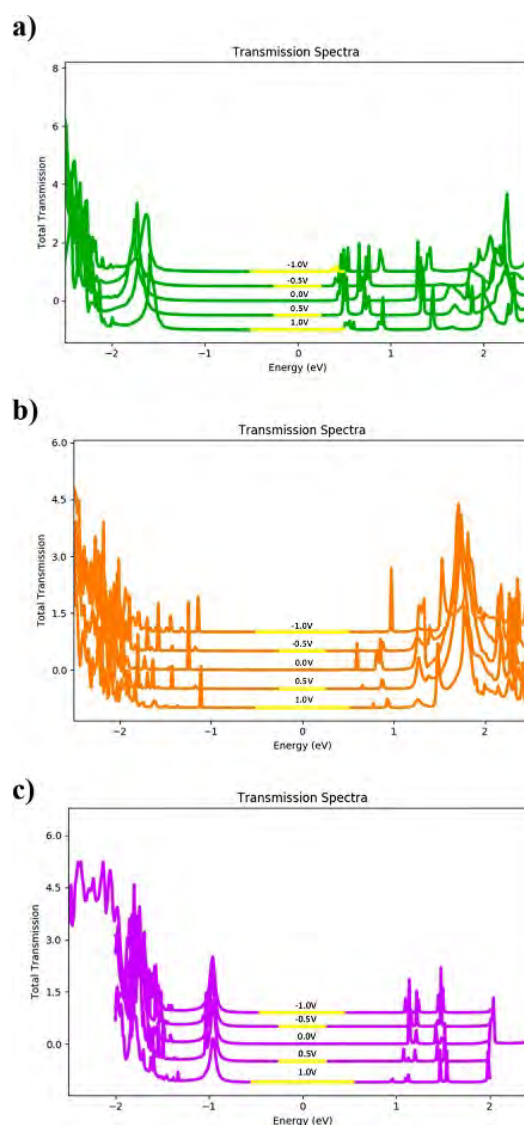 a)
Transmission Spectra
8
6
4
2
0
Total Transmission
-1.0V
-0.5V
0.0V
0.5V
1.0V
−2
−1
0
1
2
Energy (eV)
b)
Transmission Spectra
6.0
4.5
3.0
1.5
0.0
Total Transmission
-1.0V
-0.5V
0.0V
0.5V
1.0V
−2
−1
0
1
2
Energy (eV)
c)
Transmission Spectra
6.0
4.5
3.0
1.5
0.0
Total Transmission
-1.0V
-0.5V
0.0V
0.5V
1.0V
−2
−1
0
1
2
Energy (eV)